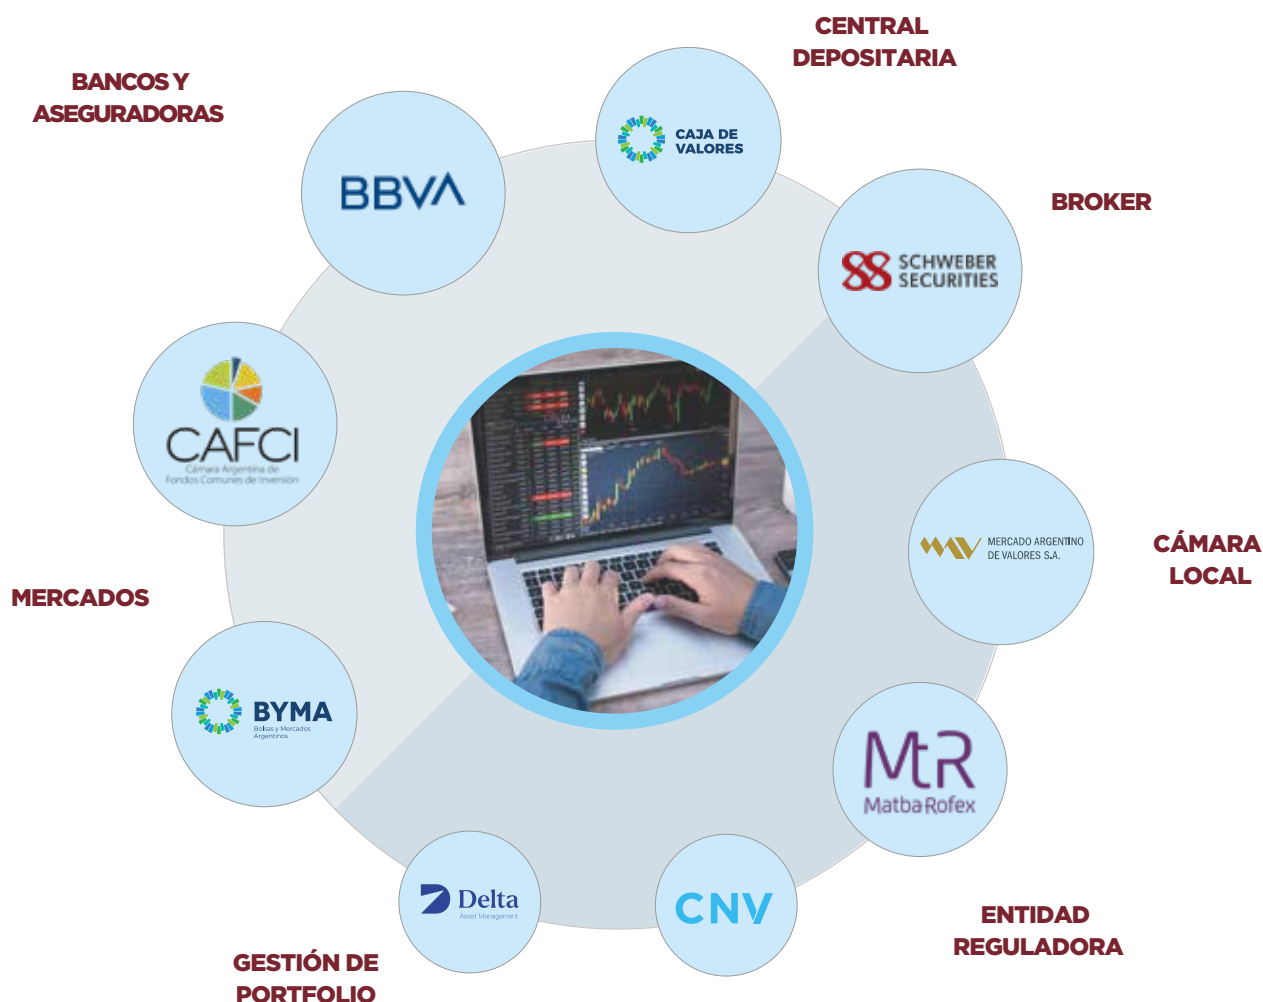 CENTRAL
DEPOSITARIA
BANCOS Y
ASEGURADORAS
CAJA DE
VALORES
BBVA
BROKER
SCHWEBER
SECURITIES
CAFCI
Cámara Argentina de
Fondos Comunes de Inversión
MERCADO ARGENTINO
DE VALORES S.A.
CÁMARA
LOCAL
MERCADOS
BYMA
Bolsas y Mercados
Argentinos
MtR
MatbaRofex
Delta
Asset Management
CNV
ENTIDAD
REGULADORA
GESTIÓN DE
PORTFOLIO